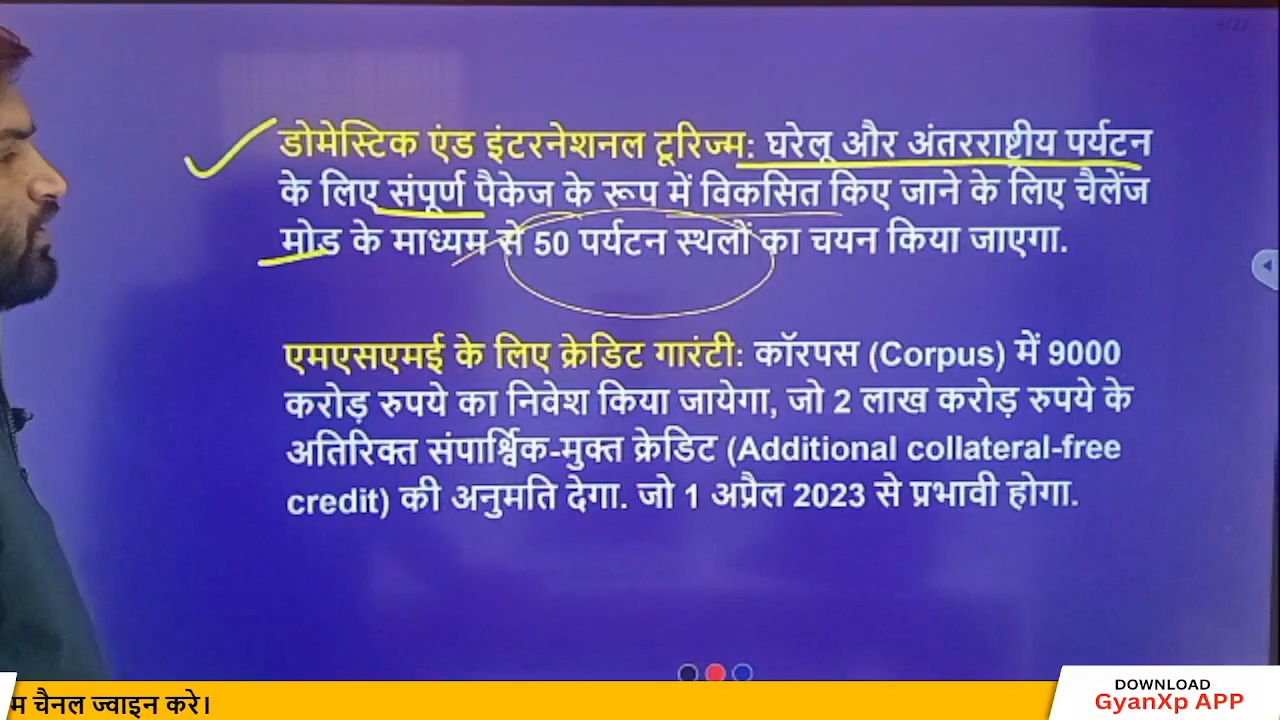 डोमेस्टिक एंड इंटरनेशनल टूरिज्म: घरेलू और अंतरराष्ट्रीय पर्यटन
के लिए संपूर्ण पैकेज के रूप में विकसित किए जाने के लिए चैलेंज
मोड के माध्यम से 50 पर्यटन स्थलों का चयन किया जाएगा.
एमएसएमई के लिए क्रेडिट गारंटी: कॉरपस (Corpus) में 9000
करोड़ रुपये का निवेश किया जायेगा, जो 2 लाख करोड़ रुपये के
अतिरिक्त संपार्श्विक-मुक्त क्रेडिट (Additional collateral-free
credit) की अनुमति देगा. जो 1 अप्रैल 2023 से प्रभावी होगा.
म चैनल ज्वाइन करे।
DOWNLOAD
GyanXp APP